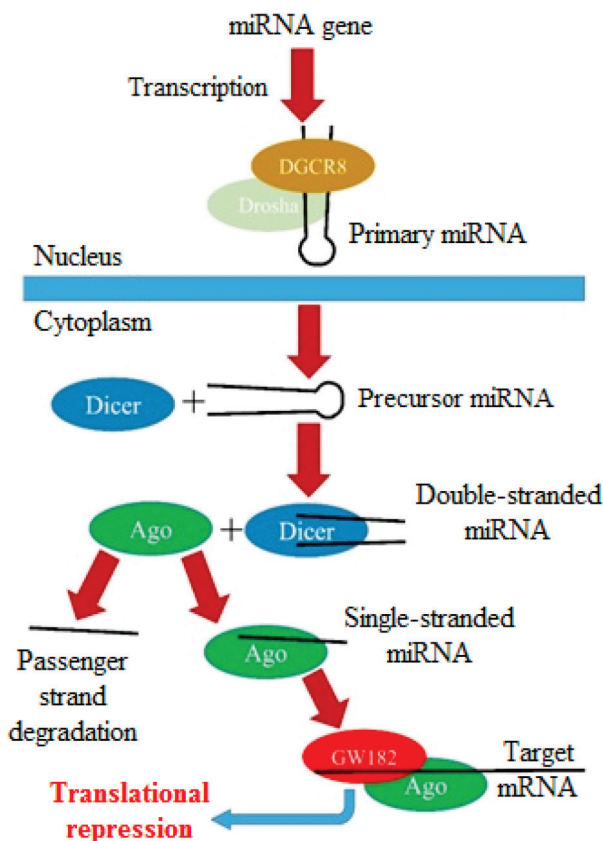 miRNA gene
Transcription
DGCR8
Drosha
Primary miRNA
Nucleus
Cytoplasm
Dicer
+
Precursor miRNA
Double-stranded
miRNA
Ago
+
Dicer
Single-stranded
miRNA
Ago
Passenger
strand
degradation
GW182
Target
mRNA
Ago
Translational
repression